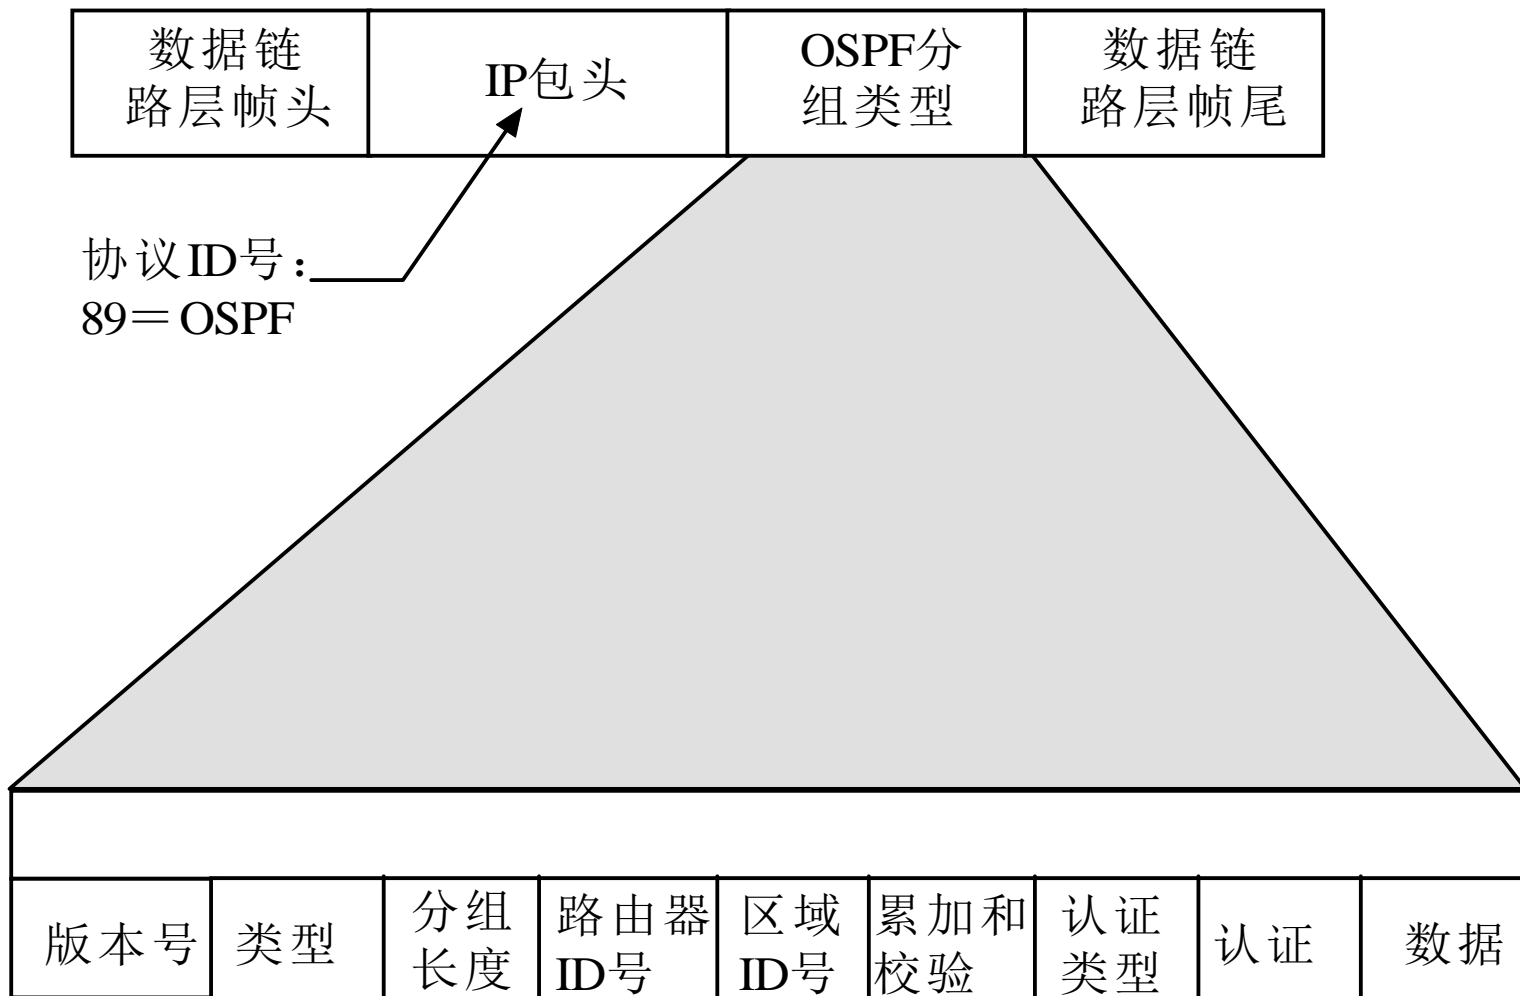 数据链
路层帧头
IP包头
OSPF分
组类型
数据链
路层帧尾
协议ID号：
89＝OSPF
版本号
类型
分组
长度
路由器
ID号
区域
ID号
累加和
校验
认证
类型
认证
数据